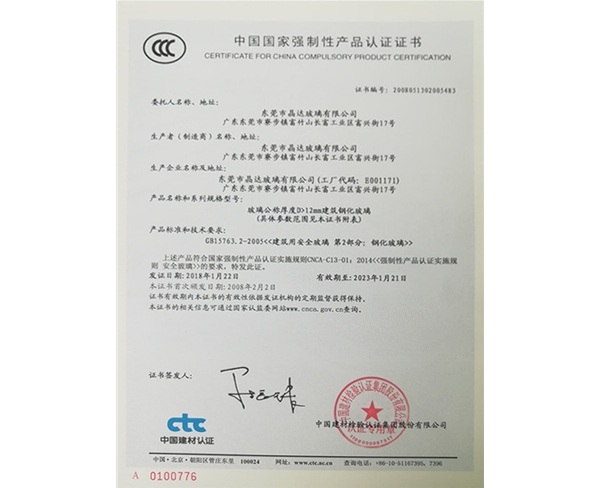 中国国家强制性产品认证证书
CERTIFICATE FOR CHINA COMPULSORY PRODUCT CERTIFICATION
证书编号：2008051302005483
委托人名称、地址：
东莞市晶达玻璃有限公司
广东东莞市寮步镇富竹山长富工业区富兴街17号
生产者（制造商）名称、地址：
东莞市晶达玻璃有限公司
广东东莞市寮步镇富竹山长富工业区富兴街17号
生产企业名称及地址：
东莞市晶达玻璃有限公司(工厂代码：E001171)
广东东莞市寮步镇富竹山长富工业区富兴街17号
产品名称和系列规格型号：
玻璃公称厚度D>12mm建筑钢化玻璃
(具体参数范围见本证书附表)
产品标准和技术要求：
GB15763.2-2005<<建筑用安全玻璃 第2部分：钢化玻璃>>
上述产品符合国家强制性产品认证实施规则CNCA-C13-01：2014<<强制性产品认证实施规
则 安全玻璃>>的要求，特发此证。
发证日期：2018年1月22日 有效期至：2023年1月21日
本证书首次颁发日期：2008年2月2日
证书有效期内本证书的有效性依据发证机构的定期监督获得保持。
本证书的相关信息可通过国家认监委网站www.cnca.gov.cn查询。
证书签发人：
ctc
中国建材认证
中国建材检验认证集团股份有限公司
认证专用章
中国·北京·朝阳区管庄东里 100024 网址：www.ctc.ac.cn 查询电话：+86-10-51167395, 7396
A 0100776